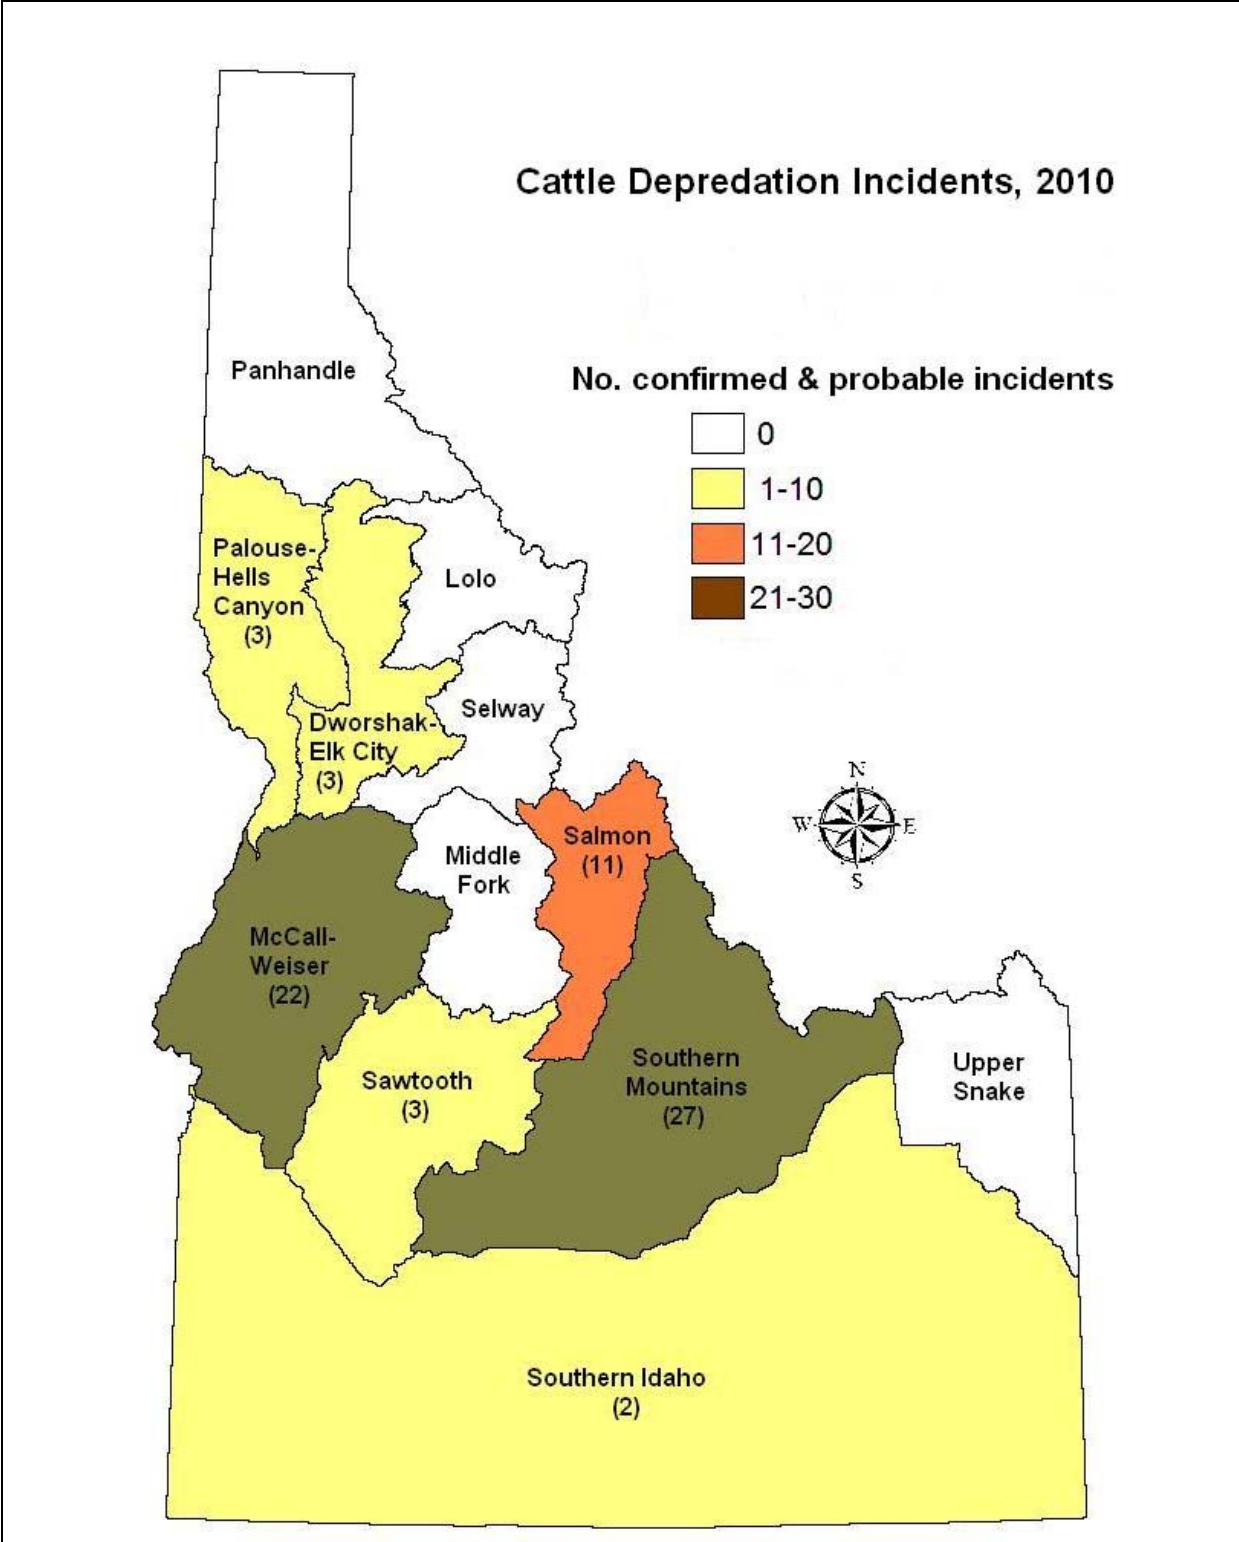 Cattle Depredation Incidents, 2010
No. confirmed & probable incidents
0
1-10
11-20
21-30
Panhandle
Palouse-
Hells
Canyon
(3)
Lolo
Dworshak-
Elk City
(3)
Selway
N
W
E
S
Salmon
(11)
Middle
Fork
McCall-
Weiser
(22)
Sawtooth
(3)
Southern
Mountains
(27)
Upper
Snake
Southern Idaho
(2)